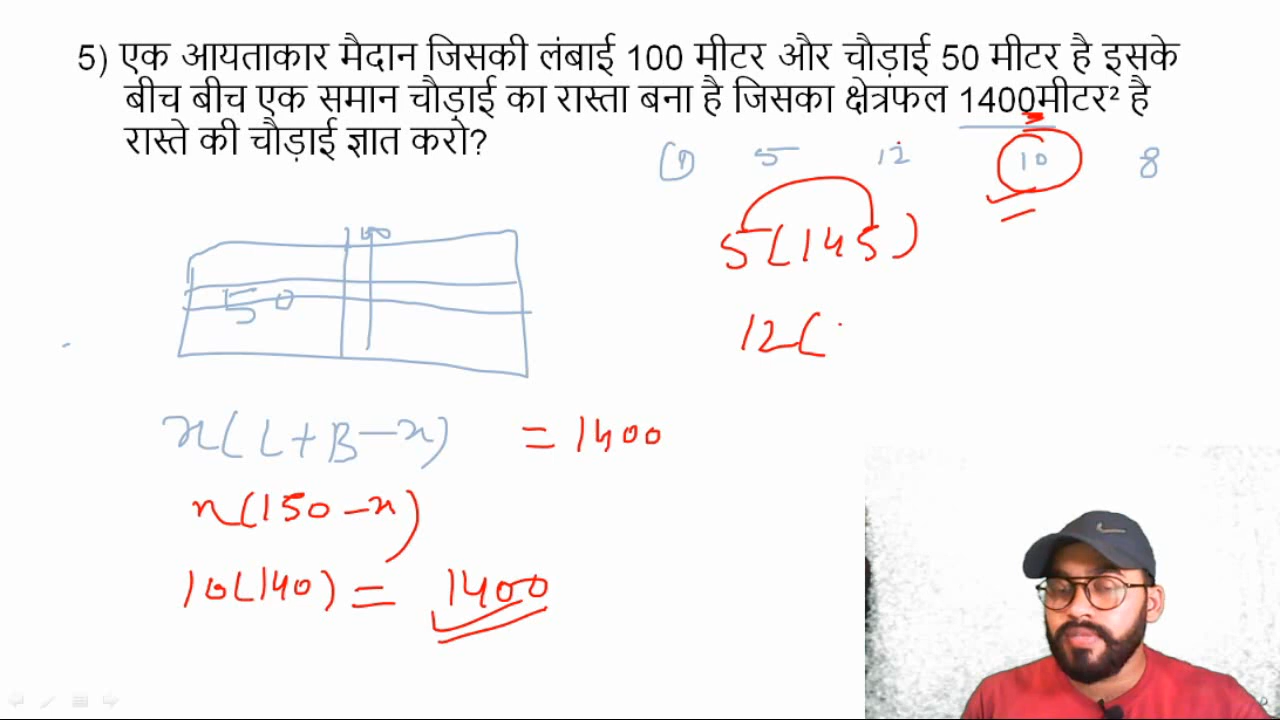 5) एक आयताकार मैदान जिसकी लंबाई 100 मीटर और चौड़ाई 50 मीटर है इसके
बीच बीच एक समान चौड़ाई का रास्ता बना है जिसका क्षेत्रफल 1400मीटर² है
रास्ते की चौड़ाई ज्ञात करो?
5 12 10 8
5(145)
100
50
12(
x(L+B-x) = 1400
x(150-x)
10(140) = 1400